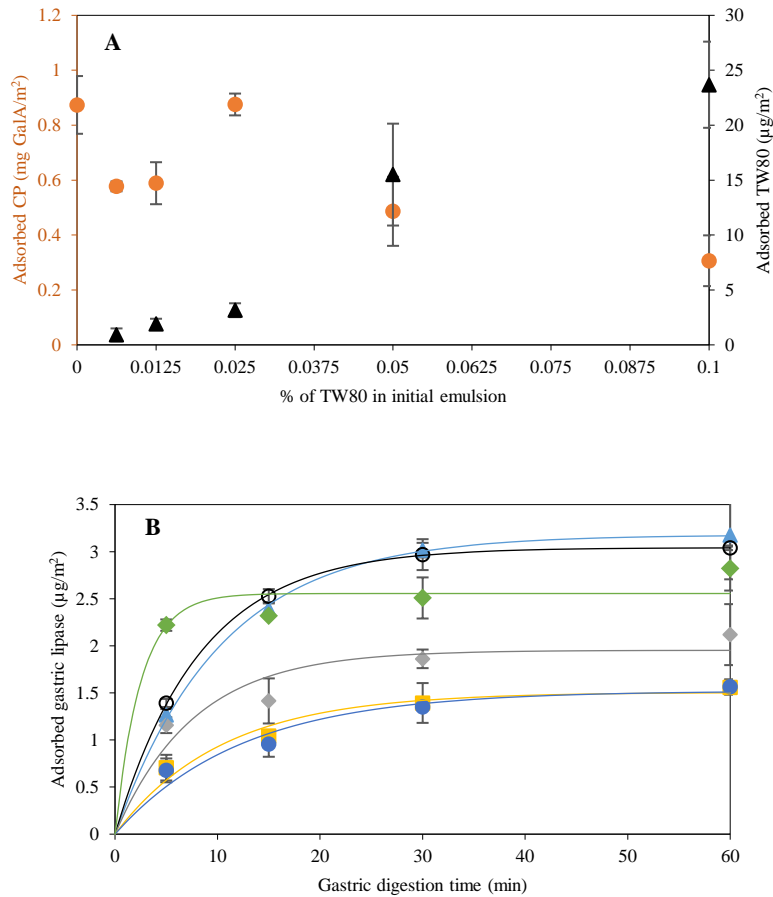 A
Adsorbed CP (mg GalA/m²)
1.2
1
0.8
0.6
0.4
0.2
0
Adsorbed TW80 (µg/m²)
30
25
20
15
10
5
0
0 0.0125 0.025 0.0375 0.05 0.0625 0.075 0.0875 0.1
% of TW80 in initial emulsion
B
Adsorbed gastric lipase (µg/m²)
3.5
3
2.5
2
1.5
1
0.5
0
0 10 20 30 40 50 60
Gastric digestion time (min)